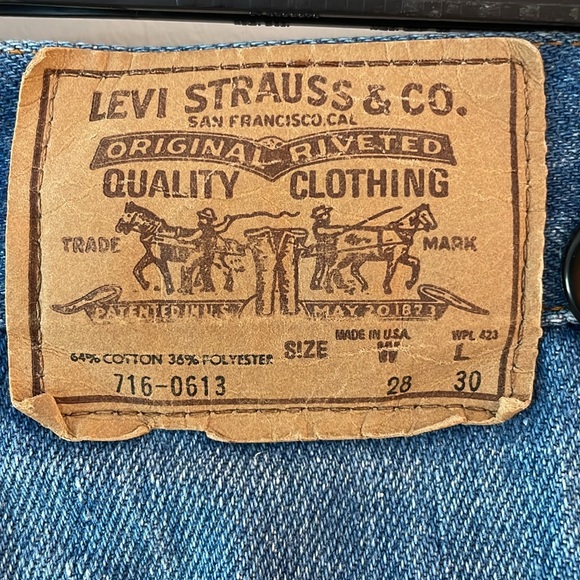 LEVI STRAUSS & CO.
SAN FRANCISCO, CAL
ORIGINAL RIVETED
QUALITY CLOTHING
TRADE MARK
PATENTED IN U.S. MAY 20 1873
MADE IN U.S.A. WPL 423
SIZE W L
64% COTTON 36% POLYESTER
716-0613 28 30